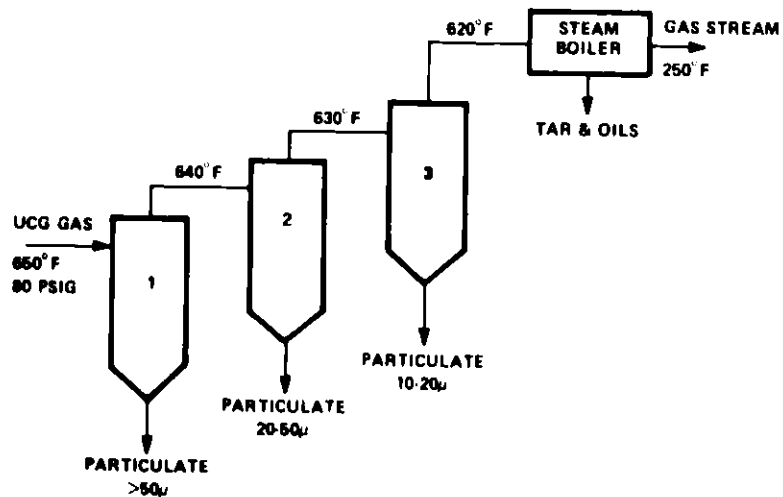 UCG GAS
650°F
80 PSIG
1
PARTICULATE
>50μ
640°F
2
PARTICULATE
20-50μ
630°F
3
PARTICULATE
10-20μ
620°F
STEAM
BOILER
TAR & OILS
GAS STREAM
250°F